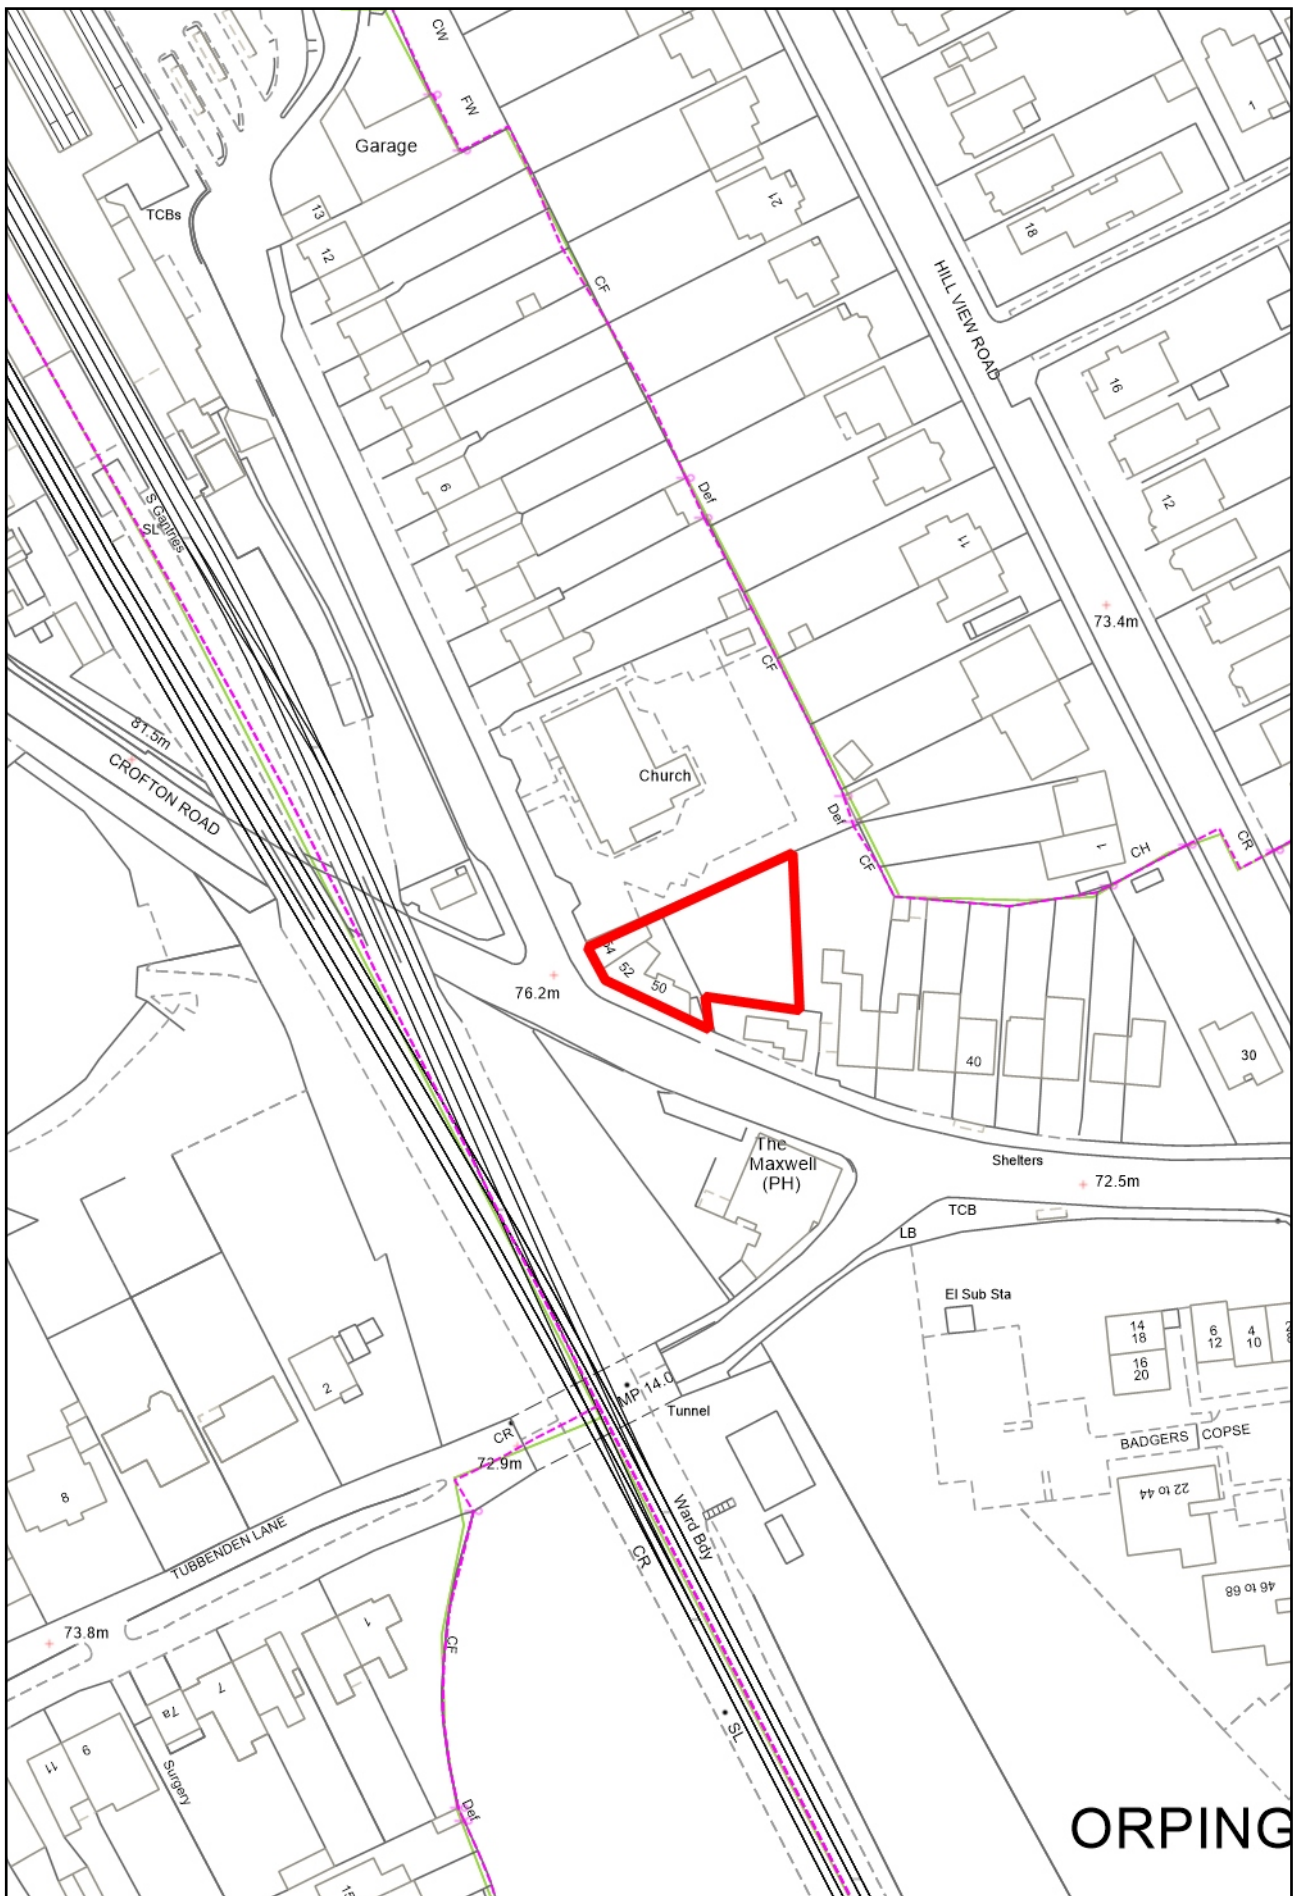 CW
FW
Garage
1
TCBs
13
12
21
18
CF
HILL VIEW ROAD
16
6
Def
12
S Gantries
SL
11
73.4m
CF
81.5m
CROFTON ROAD
Church
Def
CF
1
CH
CR
54
52
50
76.2m
40
30
The
Maxwell
(PH)
Shelters
72.5m
TCB
LB
El Sub Sta
14
18
16
20
6
12
4
10
2
MP 14.0
Tunnel
CR
72.9m
BADGERS COPSE
22 to 44
8
Ward Bdy
CR
TUBBENDEN LANE
46 to 68
1
CF
73.8m
7
7a
9
11
Surgery
SL
Def
15
ORPING